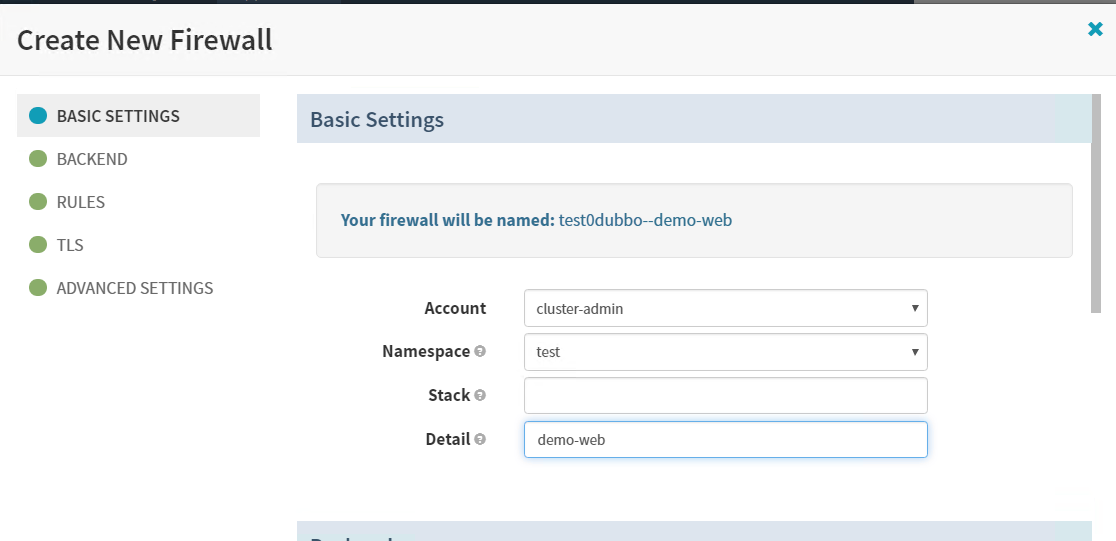 Create New Firewall
BASIC SETTINGS
BACKEND
RULES
TLS
ADVANCED SETTINGS
Basic Settings
Your firewall will be named: test0dubbo--demo-web
Account cluster-admin
Namespace test
Stack
Detail demo-web